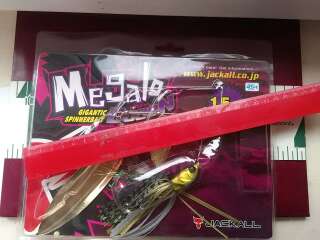 www.jackall.co.jp
Megalo
GIGANTIC
SPINNERBAIT
1.5
JACKALL